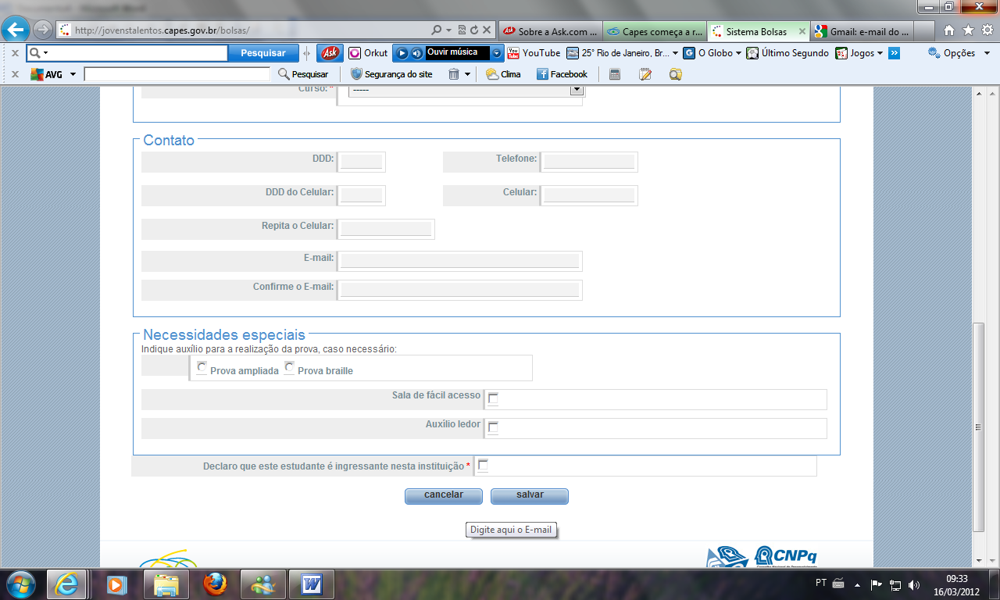 http://jovenstalentos.capes.gov.br/bolsas/
Sobre a Ask.com ...
Capes começa a r...
Sistema Bolsas
Gmail: e-mail do ...
Pesquisar
Ask
Orkut
Ouvir música
YouTube
25° Rio de Janeiro, Br...
O Globo
Último Segundo
Jogos
Opções
AVG
Pesquisar
Segurança do site
Clima
Facebook
Curso: *
-----
Contato
DDD:
Telefone:
DDD do Celular:
Celular:
Repita o Celular:
E-mail:
Confirme o E-mail:
Necessidades especiais
Indique auxílio para a realização da prova, caso necessário:
Prova ampliada
Prova braille
Sala de fácil acesso
Auxilio ledor
Declaro que este estudante é ingressante nesta instituição *
cancelar
salvar
Digite aqui o E-mail
CNPq
PT
09:33
16/03/2012